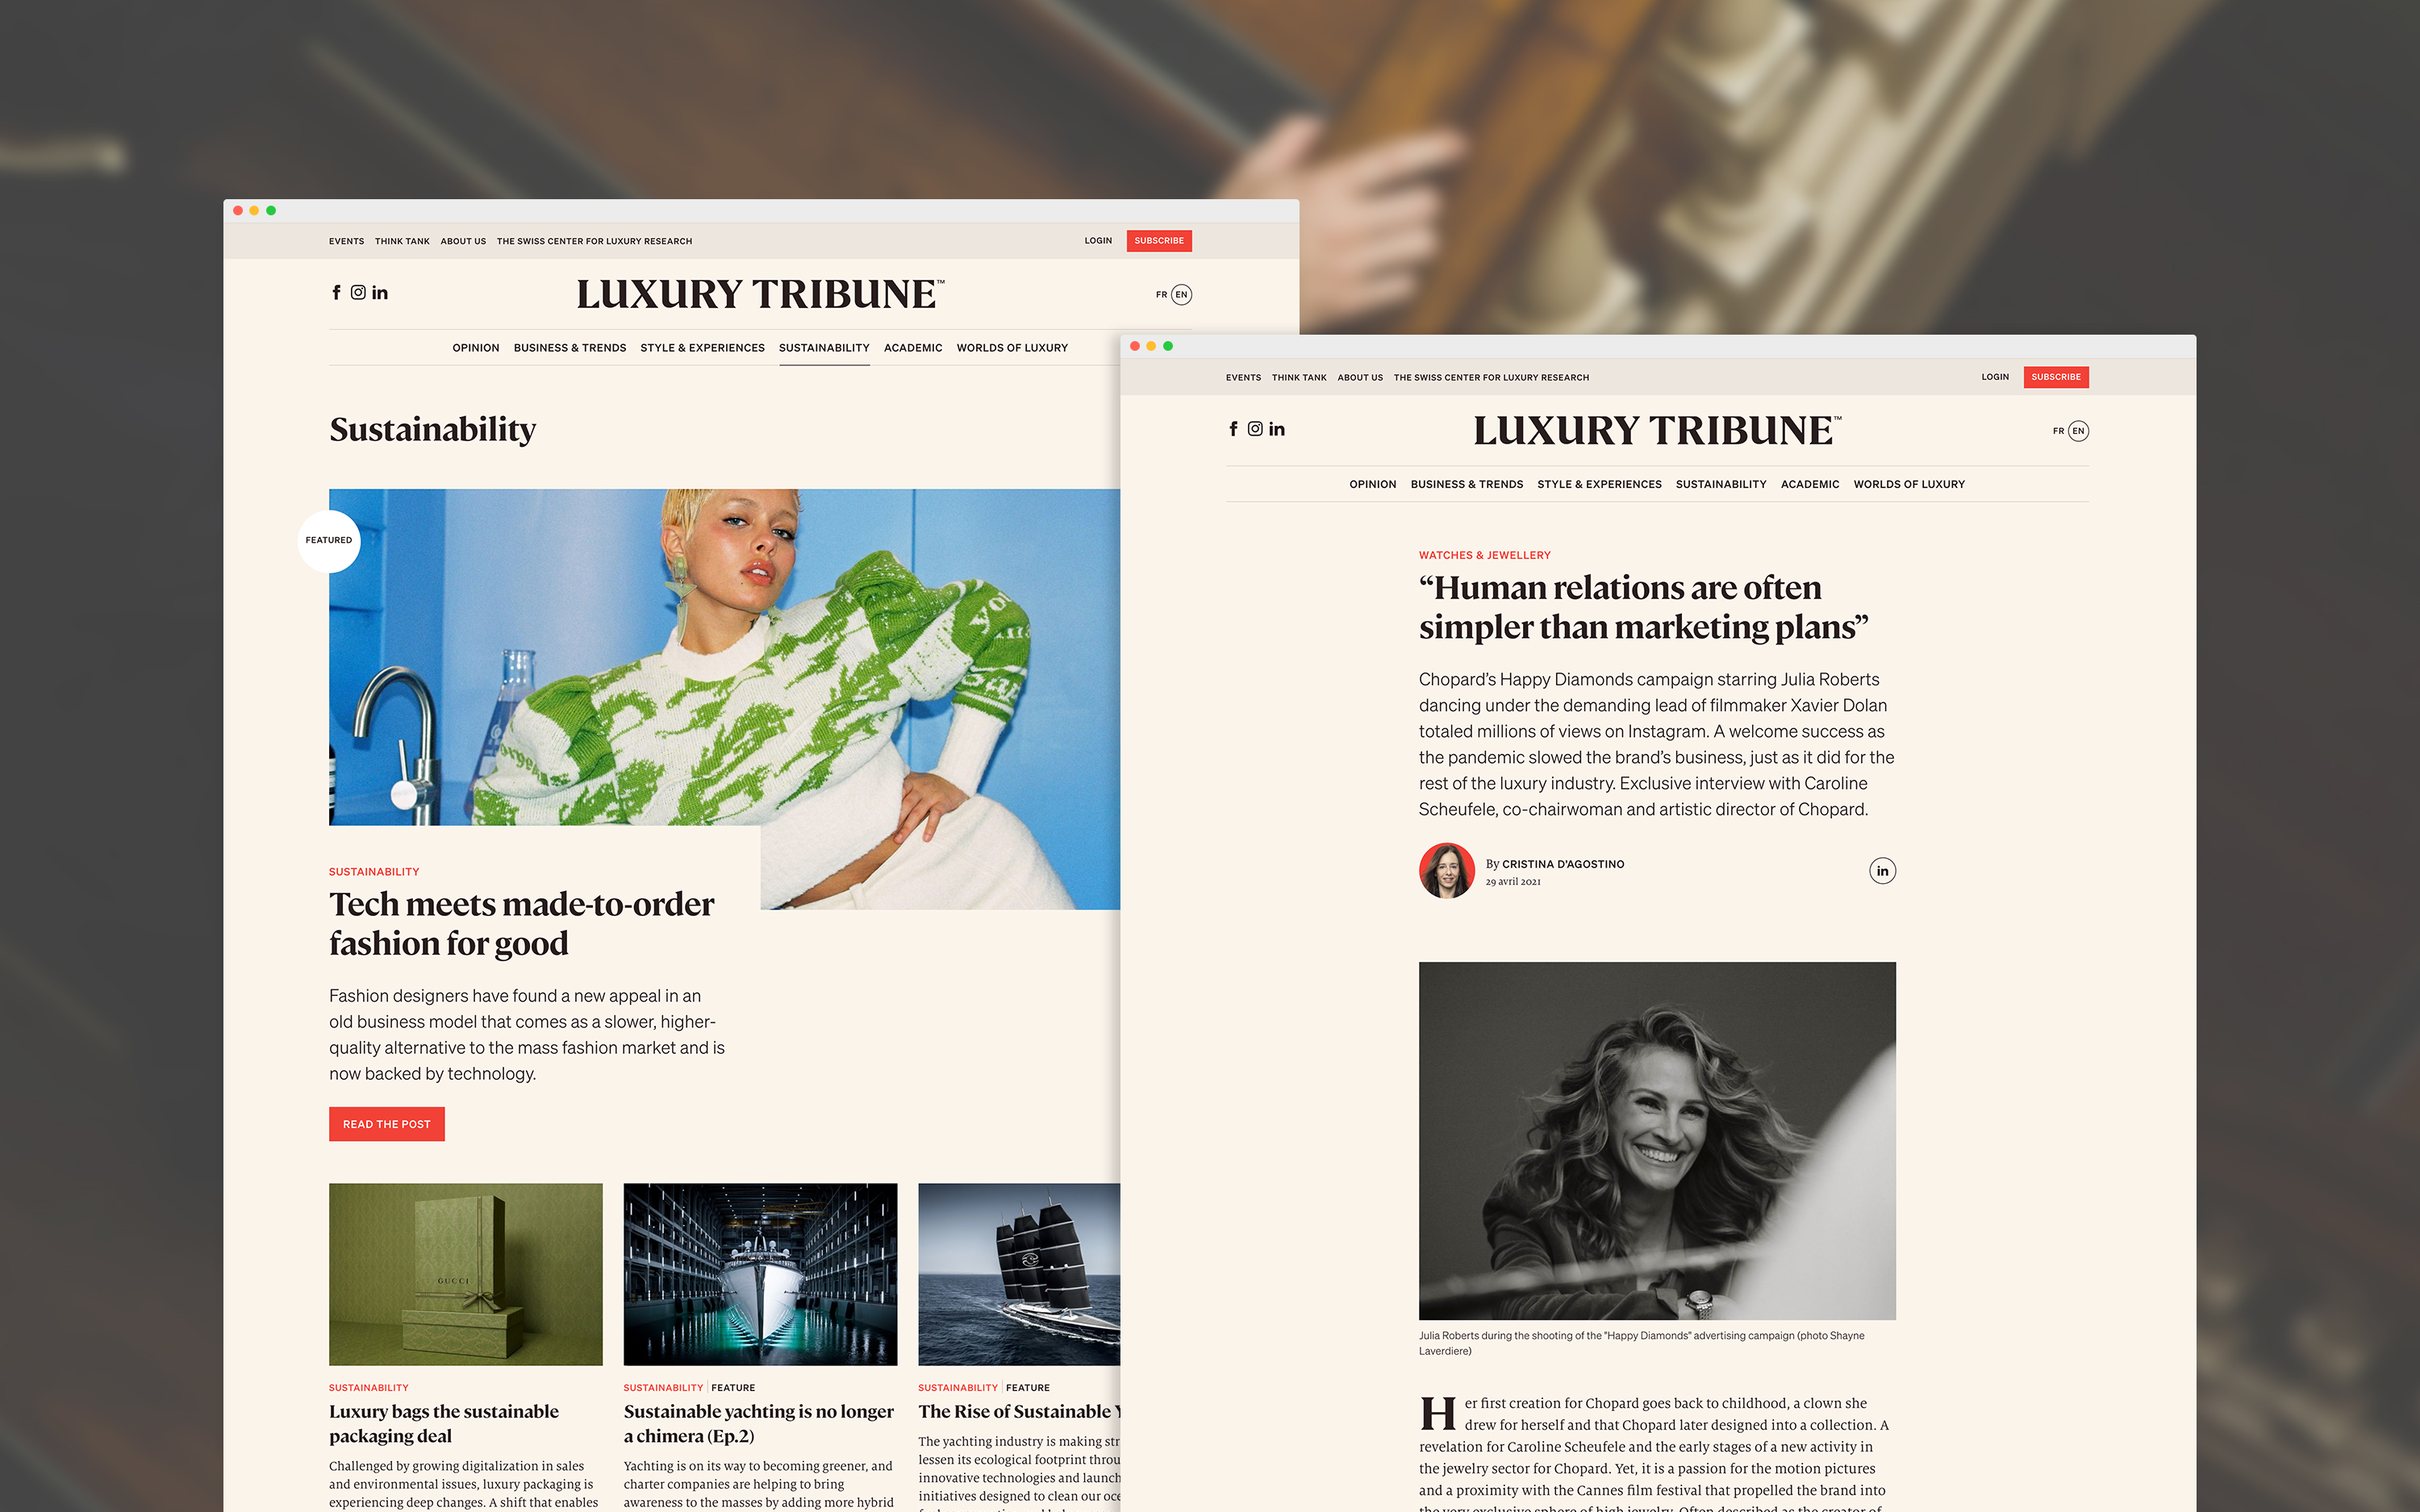 EVENTS THINK TANK ABOUT US THE SWISS CENTER FOR LUXURY RESEARCH
LOGIN SUBSCRIBE
LUXURY TRIBUNE™
FR EN
OPINION BUSINESS & TRENDS STYLE & EXPERIENCES SUSTAINABILITY ACADEMIC WORLDS OF LUXURY
Sustainability
FEATURED
SUSTAINABILITY
Tech meets made-to-order
fashion for good
Fashion designers have found a new appeal in an
old business model that comes as a slower, higher-
quality alternative to the mass fashion market and is
now backed by technology.
READ THE POST
GUCCI
SUSTAINABILITY
Luxury bags the sustainable
packaging deal
Challenged by growing digitalization in sales
and environmental issues, luxury packaging is
experiencing deep changes. A shift that enables
SUSTAINABILITY | FEATURE
Sustainable yachting is no longer
a chimera (Ep.2)
Yachting is on its way to becoming greener, and
charter companies are helping to bring
awareness to the masses by adding more hybrid
SUSTAINABILITY | FEATURE
The Rise of Sustainable
The yachting industry is making
lessen its ecological footprint
innovative technologies and
initiatives designed to clean our
EVENTS THINK TANK ABOUT US THE SWISS CENTER FOR LUXURY RESEARCH
LOGIN SUBSCRIBE
LUXURY TRIBUNE™
FR EN
OPINION BUSINESS & TRENDS STYLE & EXPERIENCES SUSTAINABILITY ACADEMIC WORLDS OF LUXURY
WATCHES & JEWELLERY
“Human relations are often
simpler than marketing plans”
Chopard’s Happy Diamonds campaign starring Julia Roberts
dancing under the demanding lead of filmmaker Xavier Dolan
totaled millions of views on Instagram. A welcome success as
the pandemic slowed the brand’s business, just as it did for the
rest of the luxury industry. Exclusive interview with Caroline
Scheufele, co-chairwoman and artistic director of Chopard.
By CRISTINA D’AGOSTINO
29 avril 2021
Julia Roberts during the shooting of the "Happy Diamonds" advertising campaign (photo Shayne
Laverdiere)
Her first creation for Chopard goes back to childhood, a clown she
drew for herself and that Chopard later designed into a collection. A
revelation for Caroline Scheufele and the early stages of a new activity in
the jewelry sector for Chopard. Yet, it is a passion for the motion pictures
and a proximity with the Cannes film festival that propelled the brand into
the very exclusive sphere of high jewelry. Often described as the creator of